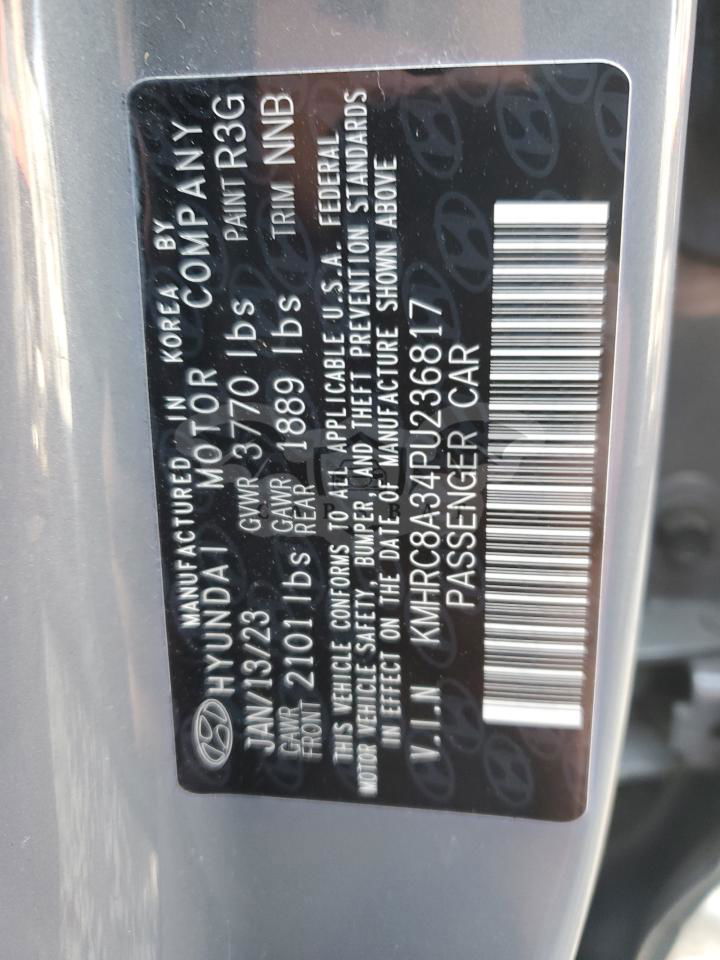 MANUFACTURED IN KOREA BY
HYUNDAI MOTOR COMPANY
JAN/13/23 GVWR 3770 lbs PAINT R3G
GAWR FRONT 2101 lbs GAWR REAR 1889 lbs TRIM NNB
THIS VEHICLE CONFORMS TO ALL APPLICABLE U.S.A. FEDERAL
MOTOR VEHICLE SAFETY, BUMPER, AND THEFT PREVENTION STANDARDS
IN EFFECT ON THE DATE OF MANUFACTURE SHOWN ABOVE
V.I.N KMHRC8A34PU236817
PASSENGER CAR